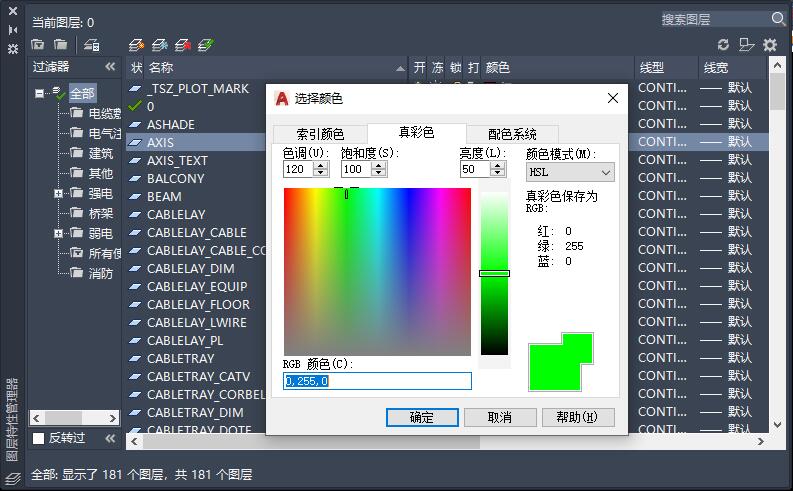 当前图层: 0
搜索图层
过滤器
状 名称 开 冻 锁 打 颜色 线型 线宽
全部
电缆敷
电气注
建筑
其他
强电
桥架
弱电
所有使
消防
反转过
_TSZ_PLOT_MARK CONTI... 默认
0 CONTI... 默认
ASHADE CONTI... 默认
AXIS CONTI... 默认
AXIS_TEXT CONTI... 默认
BALCONY CONTI... 默认
BEAM CONTI... 默认
CABLELAY CONTI... 默认
CABLELAY_CABLE CONTI... 默认
CABLELAY_CABLE_CO CONTI... 默认
CABLELAY_DIM CONTI... 默认
CABLELAY_EQUIP CONTI... 默认
CABLELAY_FLOOR CONTI... 默认
CABLELAY_LWIRE CONTI... 默认
CABLELAY_PL CONTI... 默认
CABLETRAY CONTI... 默认
CABLETRAY_CATV CONTI... 默认
CABLETRAY_CORBEL CONTI... 默认
CABLETRAY_DIM CONTI... 默认
CABLETRAY_DOTE CONTI... 默认
选择颜色
索引颜色 真彩色 配色系统
色调(U): 饱和度(S): 亮度(L): 颜色模式(M):
120 100 50 HSL
真彩色保存为
RGB:
红: 0
绿: 255
蓝: 0
RGB 颜色(C):
0,255,0
确定 取消 帮助(H)
图层特性管理器
全部: 显示了 181 个图层，共 181 个图层